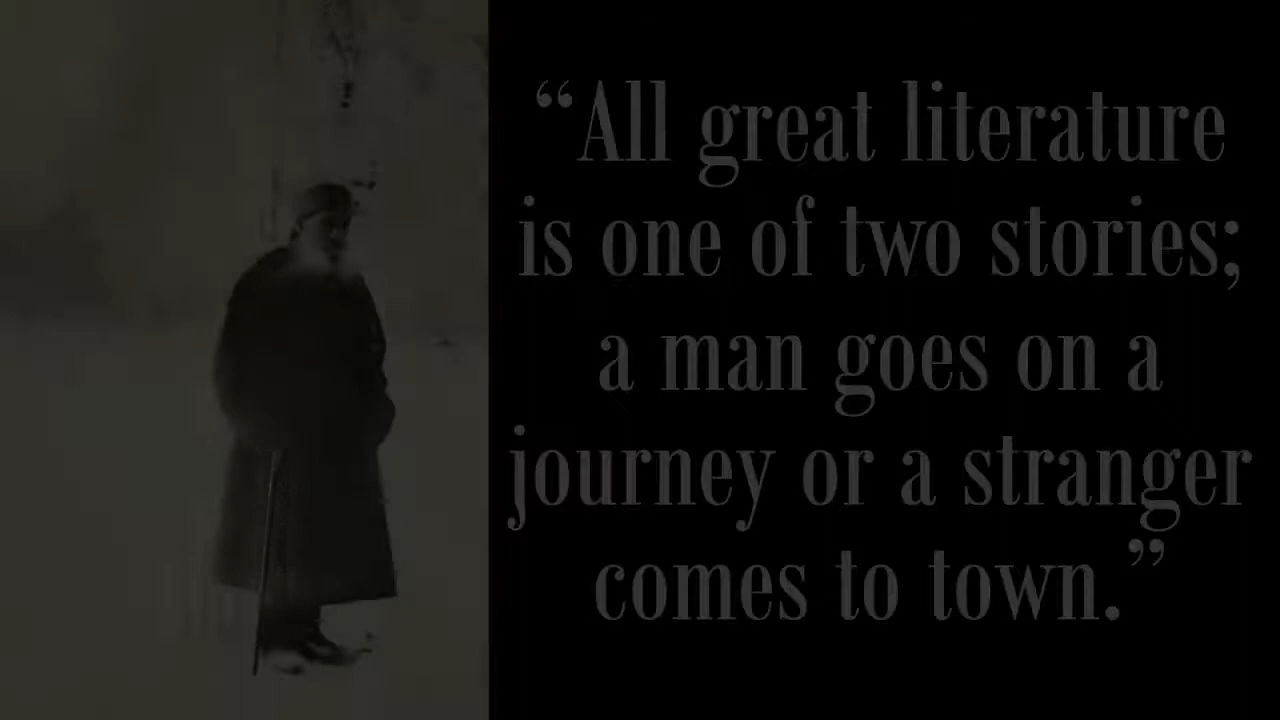 “All great literature
is one of two stories;
a man goes on a
journey or a stranger
comes to town.”